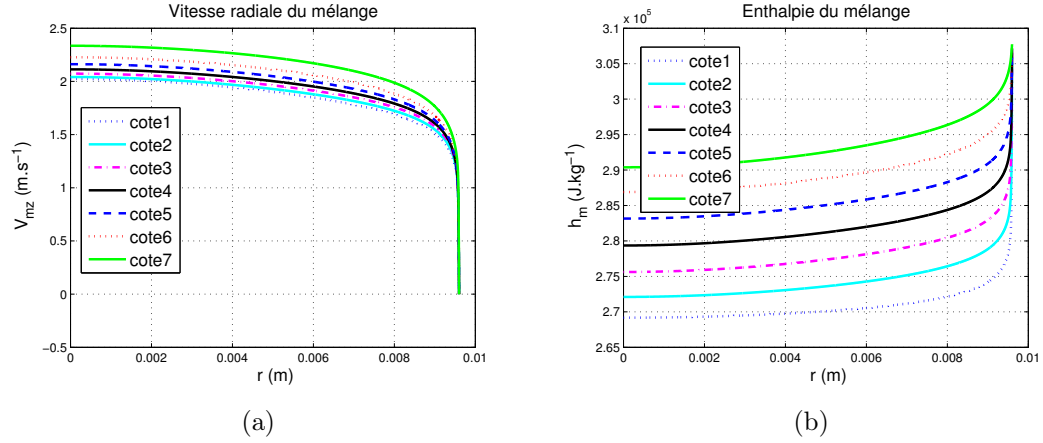 Vitesse radiale du mélange
2.5
2
1.5
1
0.5
0
−0.5
V_mz (m.s⁻¹)
cote1
cote2
cote3
cote4
cote5
cote6
cote7
0
0.002
0.004
0.006
0.008
0.01
r (m)
(a)
Enthalpie du mélange
x 10⁵
3.05
3
2.95
2.9
2.85
2.8
2.75
2.7
2.65
h_m (J.kg⁻¹)
cote1
cote2
cote3
cote4
cote5
cote6
cote7
0
0.002
0.004
0.006
0.008
0.01
r (m)
(b)